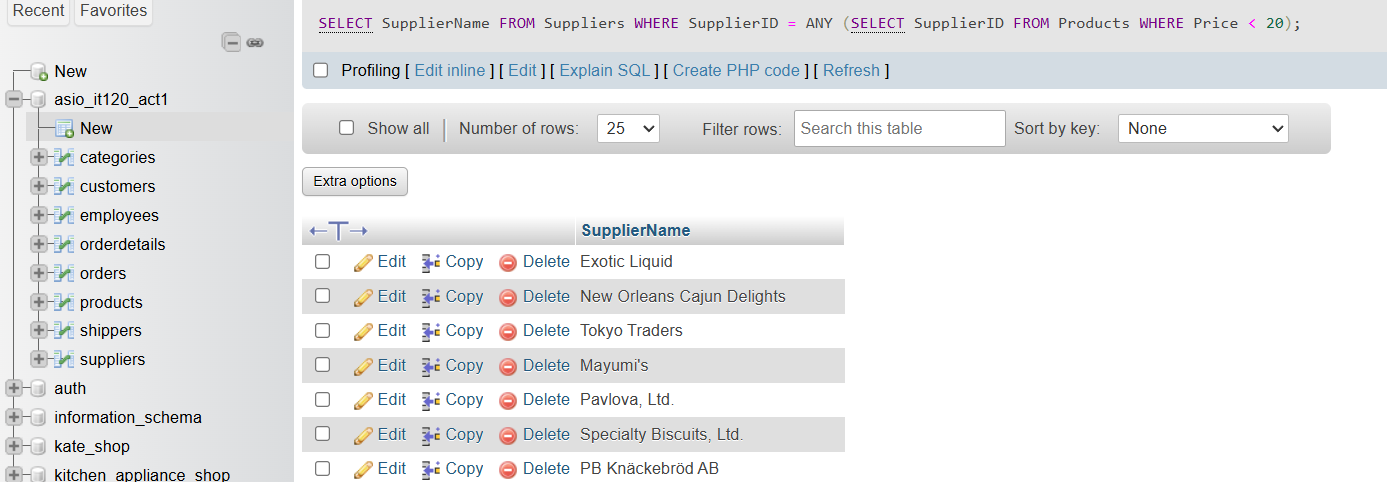 Recent Favorites
New
asio_it120_act1
New
categories
customers
employees
orderdetails
orders
products
shippers
suppliers
auth
information_schema
kate_shop
kitchen_appliance_shop
SELECT SupplierName FROM Suppliers WHERE SupplierID = ANY (SELECT SupplierID FROM Products WHERE Price < 20);
Profiling [ Edit inline ] [ Edit ] [ Explain SQL ] [ Create PHP code ] [ Refresh ]
Show all Number of rows: 25 Filter rows: Search this table Sort by key: None
Extra options
SupplierName
Edit Copy Delete Exotic Liquid
Edit Copy Delete New Orleans Cajun Delights
Edit Copy Delete Tokyo Traders
Edit Copy Delete Mayumi's
Edit Copy Delete Pavlova, Ltd.
Edit Copy Delete Specialty Biscuits, Ltd.
Edit Copy Delete PB Knäckebröd AB